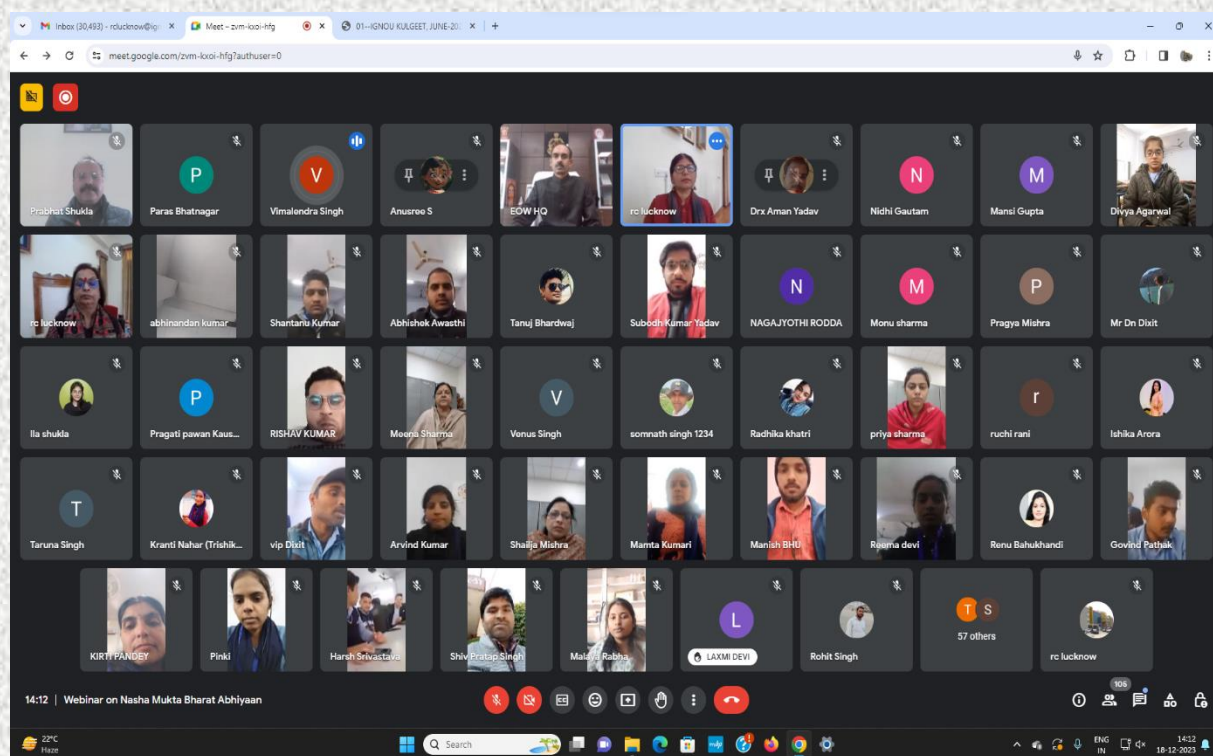 Inbox (30,493) - rclucknow@ig
Meet – zvm-kxoi-hfg
01--IGNOU KULGEET, JUNE-20
meet.google.com/zvm-kxoi-hfg?authuser=0
Prabhat Shukla
P
Paras Bhatnagar
V
Vimalendra Singh
Anusree S
EOW HQ
rc lucknow
Drx Aman Yadav
N
Nidhi Gautam
M
Mansi Gupta
Divya Agarwal
rc lucknow
abhinandan kumar
Shantanu Kumar
Abhishek Awasthi
Tanuj Bhardwaj
Subodh Kumar Yadav
N
NAGAJYOTHI RODDA
M
Monu sharma
P
Pragya Mishra
Mr Dn Dixit
Ila shukla
P
Pragati pawan Kaus...
RISHAV KUMAR
Meena Sharma
V
Venus Singh
somnath singh 1234
Radhika khatri
priya sharma
r
ruchi rani
Ishika Arora
T
Taruna Singh
Kranti Nahar (Trishik...
vip Dixit
Arvind Kumar
Shailja Mishra
Mamta Kumari
Manish BHU
Reema devi
Renu Bahukhandi
Govind Pathak
KIRTI PANDEY
Pinki
Harsh Srivastava
Shiv Pratap Singh
Malaya Rabha
L
LAXMI DEVI
Rohit Singh
T S
57 others
rc lucknow
14:12 | Webinar on Nasha Mukta Bharat Abhiyaan
106
22°C
Haze
Search
ENG
IN
14:12
18-12-2023